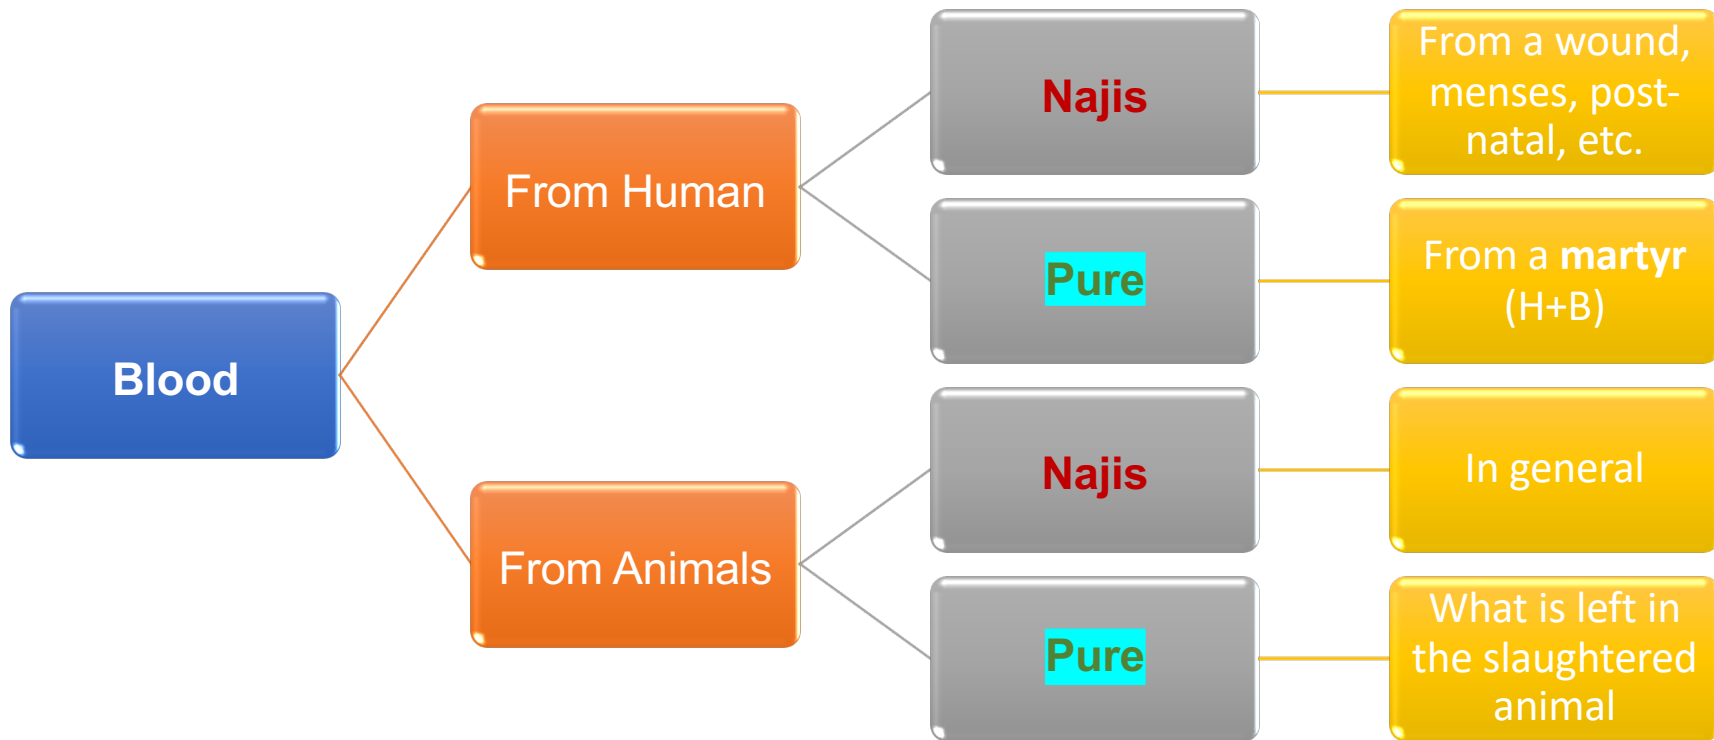 Blood
From Human
Najis
From a wound,
menses, post-
natal, etc.
Pure
From a martyr
(H+B)
From Animals
Najis
In general
Pure
What is left in
the slaughtered
animal